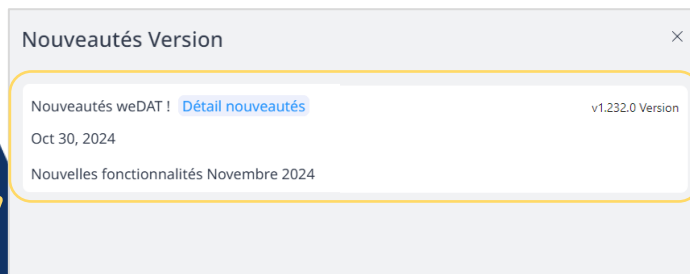 Nouveautés Version
Nouveautés weDAT ! Détail nouveautés v1.232.0 Version
Oct 30, 2024
Nouvelles fonctionnalités Novembre 2024